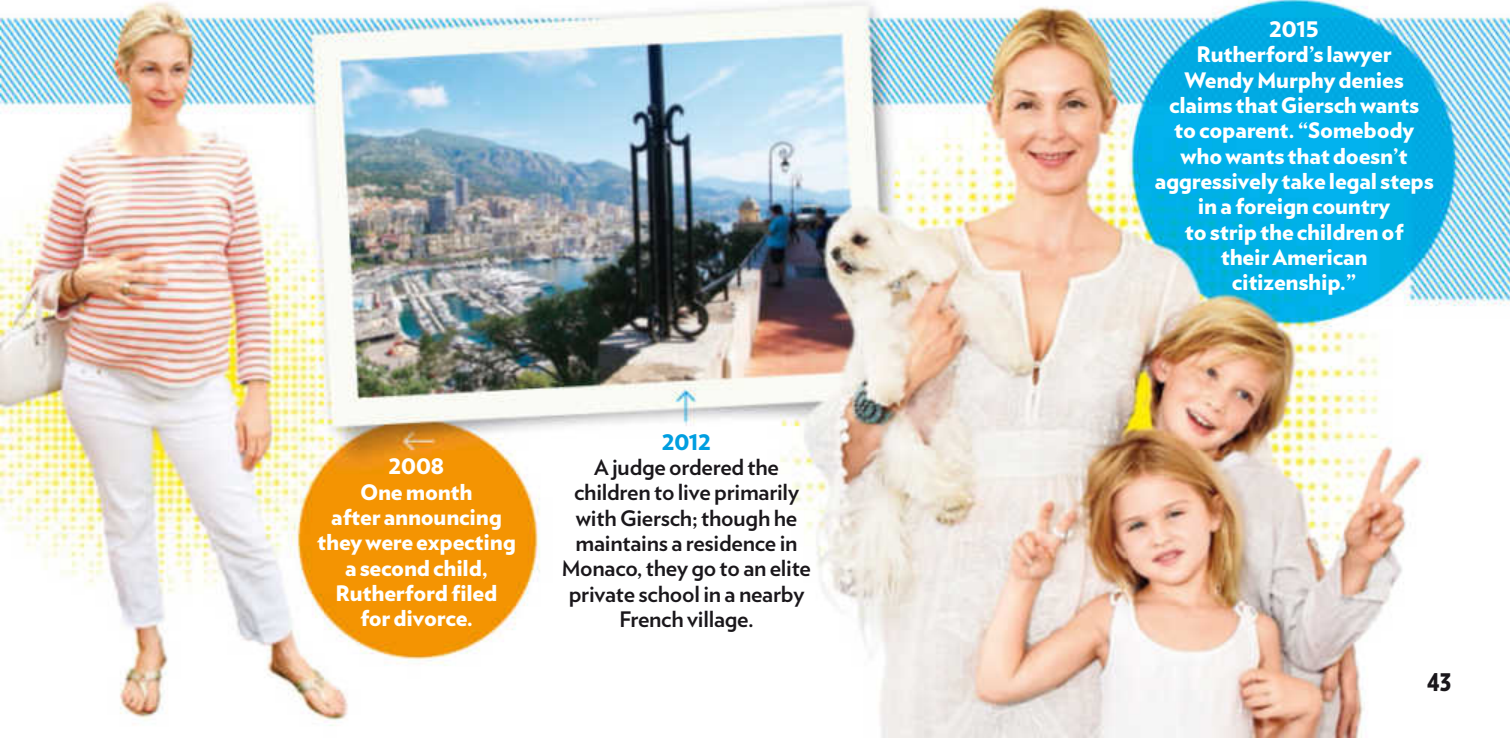 2008
One month
after announcing
they were expecting
a second child,
Rutherford filed
for divorce.
2012
A judge ordered the
children to live primarily
with Giersch; though he
maintains a residence in
Monaco, they go to an elite
private school in a nearby
French village.
2015
Rutherford's lawyer
Wendy Murphy denies
claims that Giersch wants
to coparent. “Somebody
who wants that doesn't
aggressively take legal steps
in a foreign country
to strip the children of
their American
citizenship.”
43